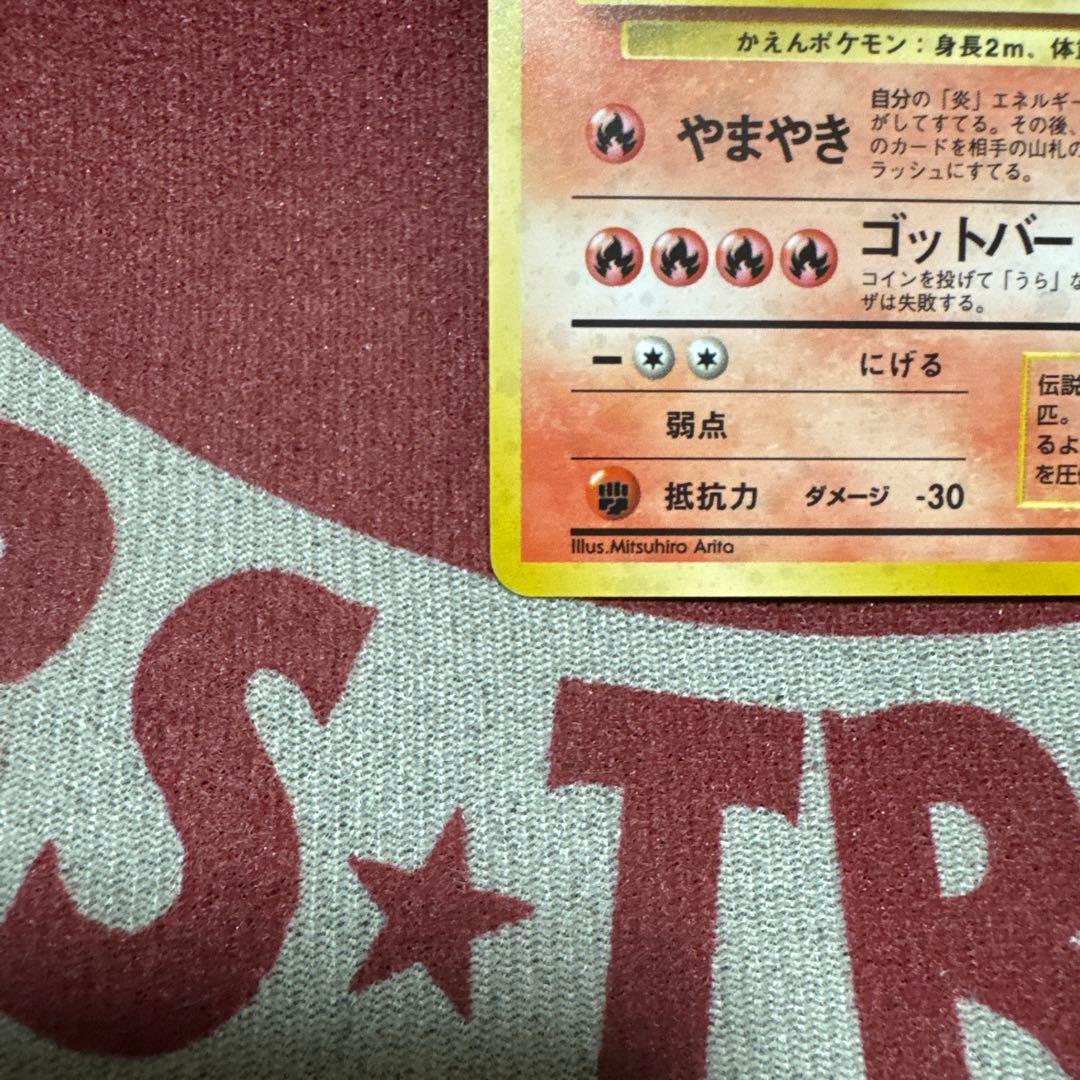 かえんポケモン：身長2m、体
やまやき
自分の「炎」エネルギー
がしてすてる。その後、
のカードを相手の山札の
ラッシュにすてる。
ゴットバー
コインを投げて「うら」な
ザは失敗する。
ー にげる
弱点
抵抗力 ダメージ -30
伝説
匹。
るよ
を圧
Illus.Mitsuhiro Arita
S★TR